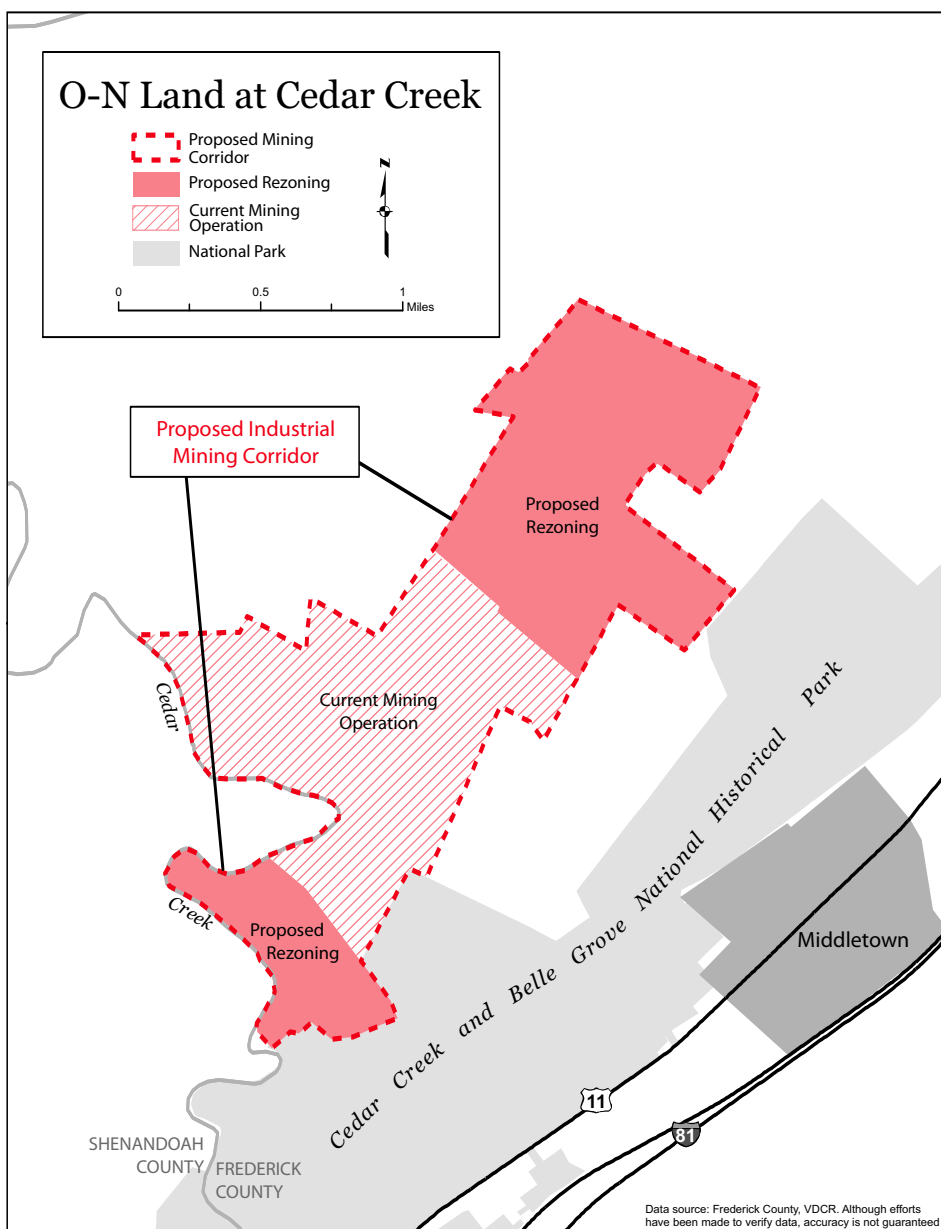 O-N Land at Cedar Creek
Proposed Mining
Corridor
Proposed Rezoning
Current Mining
Operation
National Park
N
0
0.5
1
Miles
Proposed Industrial
Mining Corridor
Proposed
Rezoning
Current Mining
Operation
Cedar
Creek
Proposed
Rezoning
Cedar Creek and Belle Grove National Historical Park
Middletown
11
81
SHENANDOAH
COUNTY
FREDERICK
COUNTY
Data source: Frederick County, VDCR. Although efforts
have been made to verify data, accuracy is not guaranteed